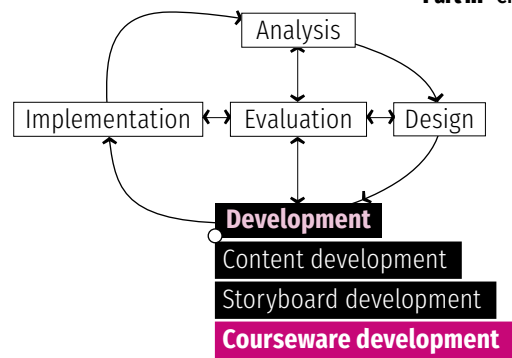 Analysis
Implementation
Evaluation
Design
Development
Content development
Storyboard development
Courseware development